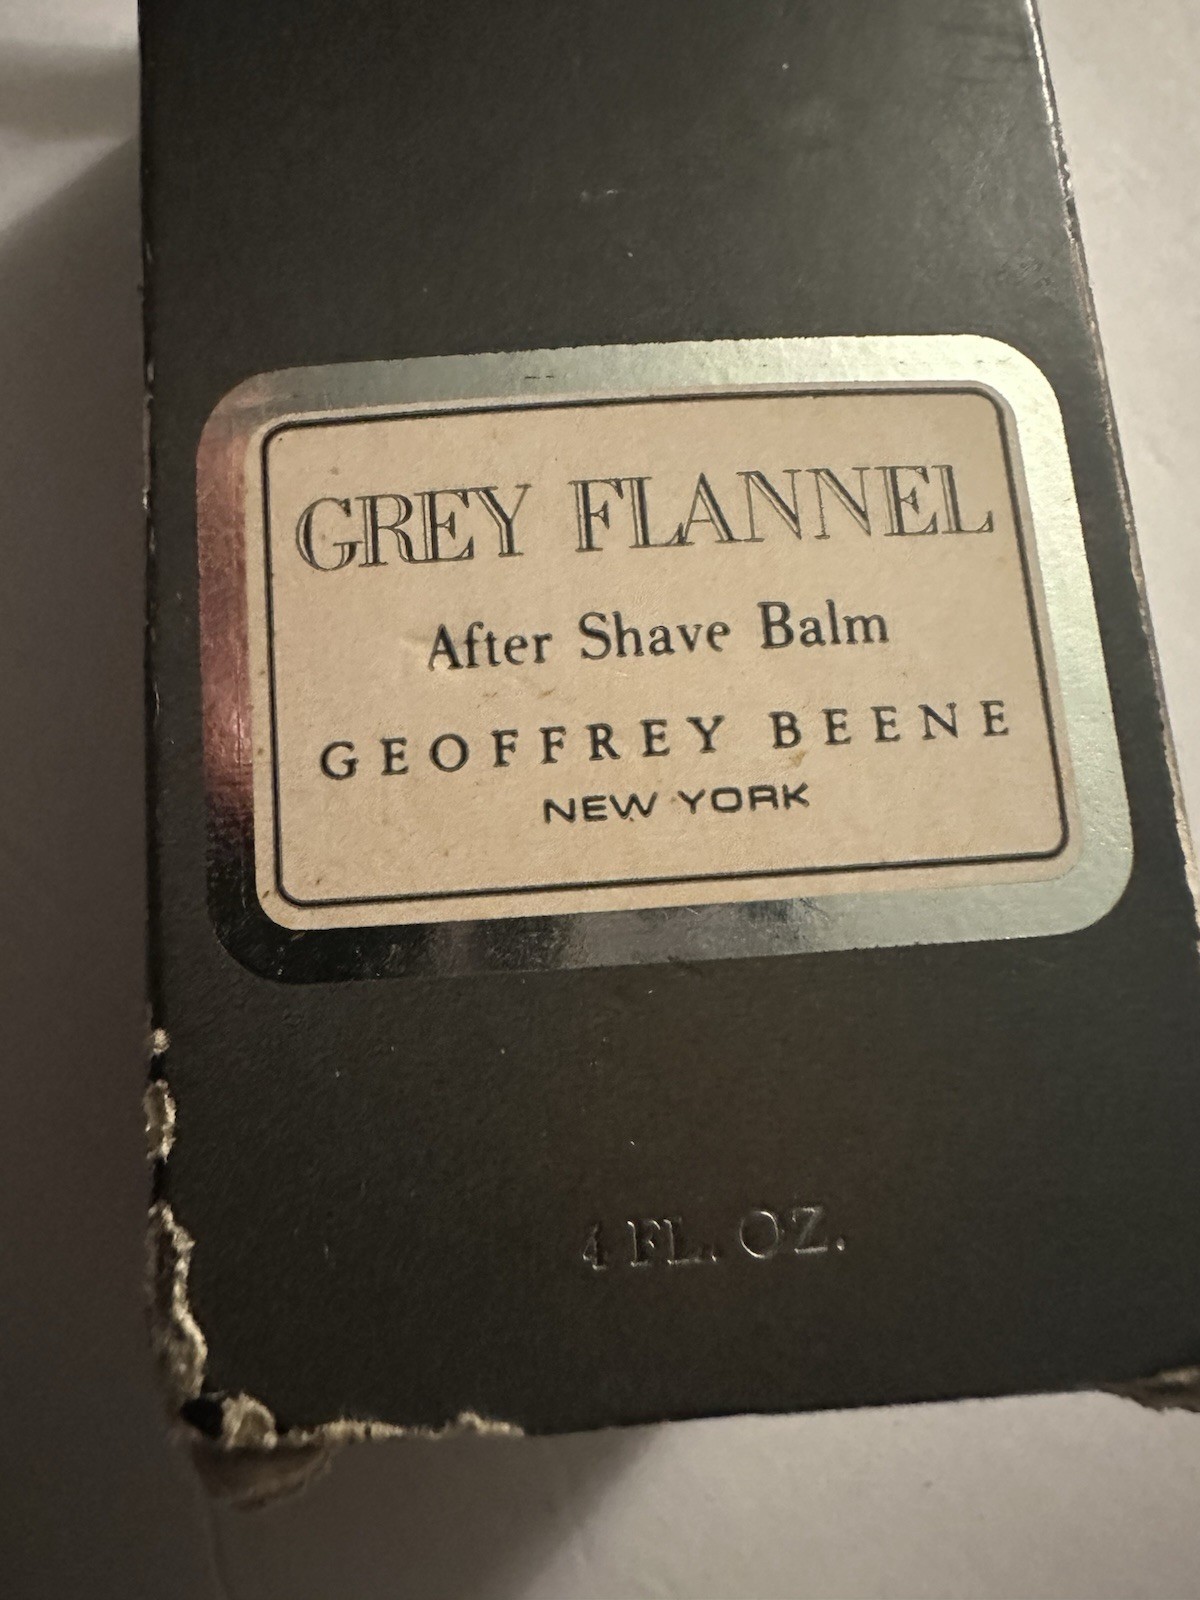 GREY FLANNEL
After Shave Balm
GEOFFREY BEENE
NEW YORK
4 FL. OZ.